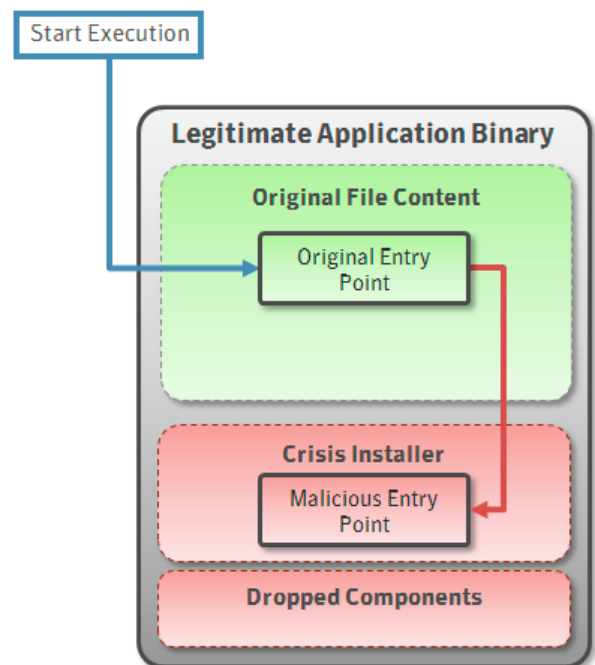 Start Execution
Legitimate Application Binary
Original File Content
Original Entry
Point
Crisis Installer
Malicious Entry
Point
Dropped Components